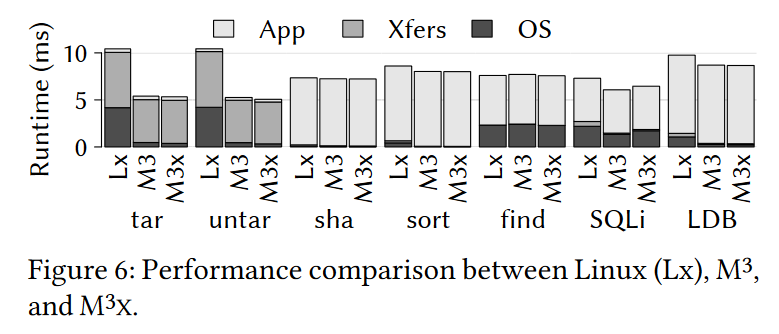 App Xfers OS
Runtime (ms)
10
5
0
Lx M3 M3x Lx M3 M3x Lx M3 M3x Lx M3 M3x Lx M3 M3x Lx M3 M3x Lx M3 M3x
tar untar sha sort find SQLi LDB
Figure 6: Performance comparison between Linux (Lx), M³,
and M³x.